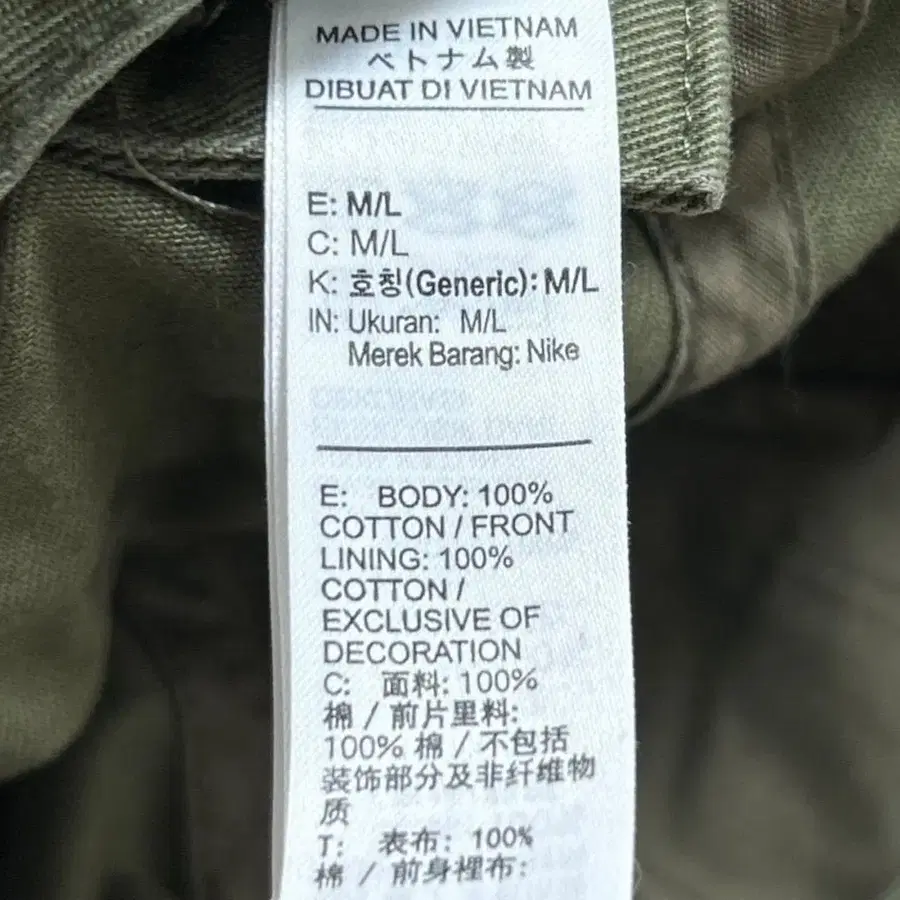 MADE IN VIETNAM
ベトナム製
DIBUAT DI VIETNAM
E: M/L
C: M/L
K: 호칭(Generic): M/L
IN: Ukuran: M/L
Merek Barang: Nike
E: BODY: 100%
COTTON / FRONT
LINING: 100%
COTTON /
EXCLUSIVE OF
DECORATION
C: 面料: 100%
棉 / 前片里料:
100% 棉 / 不包括
装饰部分及非纤维物
质
T: 表布: 100%
棉 / 前身裡布: